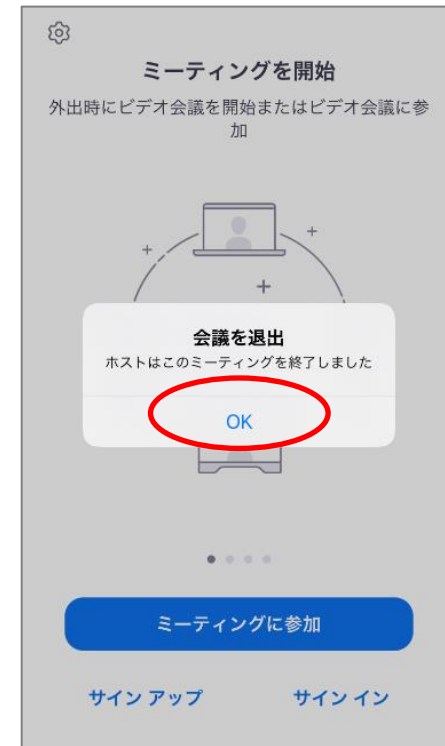 ミーティングを開始
外出時にビデオ会議を開始またはビデオ会議に参
加
会議を退出
ホストはこのミーティングを終了しました
OK
ミーティングに参加
サイン アップ サイン イン